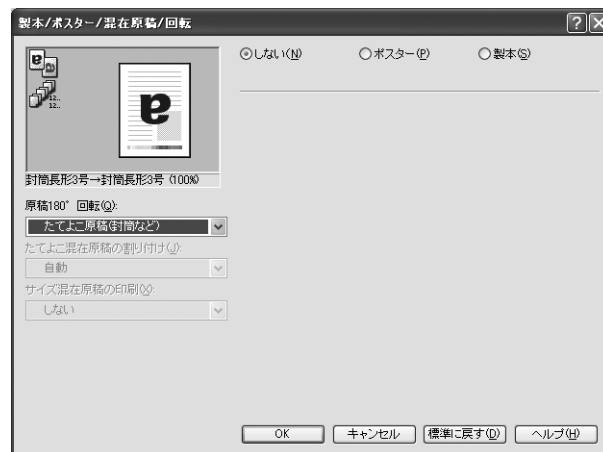 製本/ポスター/混在原稿/回転
しない(N) ポスター(P) 製本(S)
a
a
12..
12..
a
封筒長形3号→封筒長形3号 (100%)
原稿180° 回転(Q):
たてよこ原稿(封筒など)
たてよこ混在原稿の割り付け(J):
自動
サイズ混在原稿の印刷(X):
しない
OK キャンセル 標準に戻す(D) ヘルプ(H)